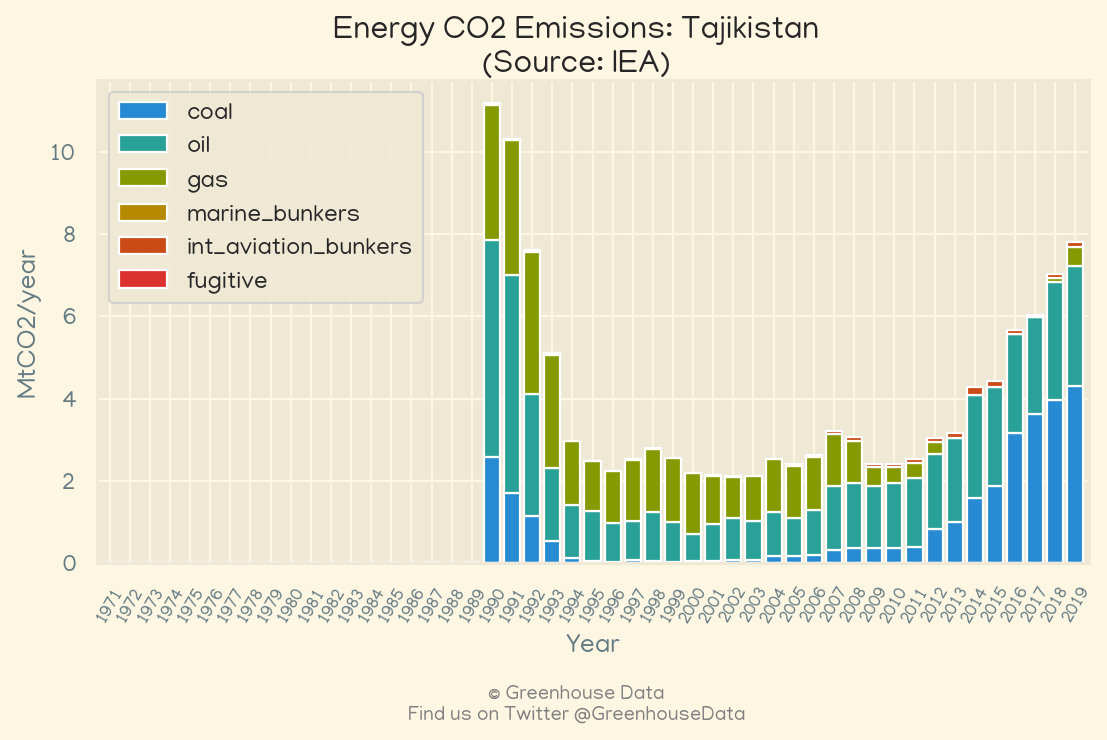 Energy CO2 Emissions: Tajikistan
(Source: IEA)
coal
oil
gas
marine_bunkers
int_aviation_bunkers
fugitive
MtCO2/year
10
8
6
4
2
0
1971 1972 1973 1974 1975 1976 1977 1978 1979 1980 1981 1982 1983 1984 1985 1986 1987 1988 1989 1990 1991 1992 1993 1994 1995 1996 1997 1998 1999 2000 2001 2002 2003 2004 2005 2006 2007 2008 2009 2010 2011 2012 2013 2014 2015 2016 2017 2018 2019
Year
© Greenhouse Data
Find us on Twitter @GreenhouseData